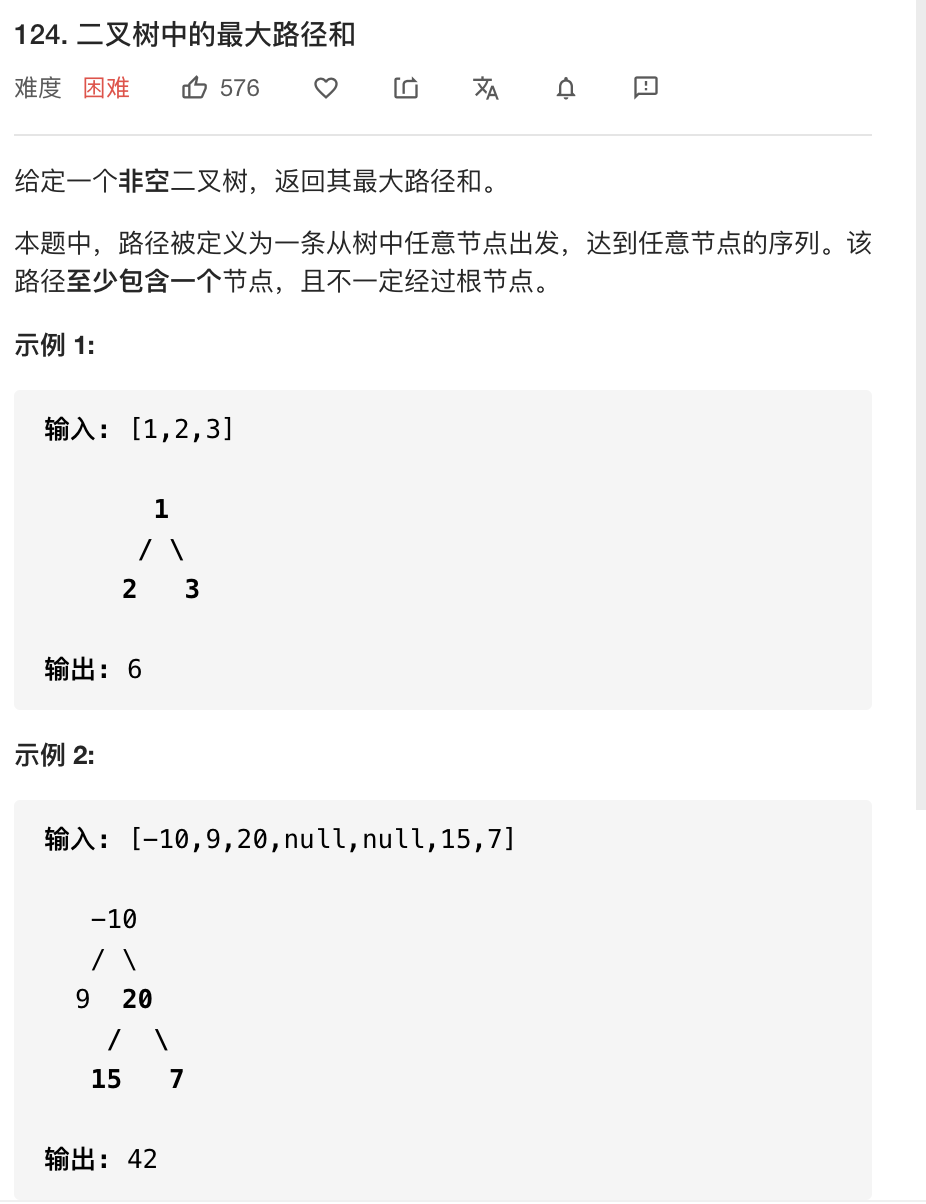 124. 二叉树中的最大路径和
难度 困难 576
给定一个非空二叉树，返回其最大路径和。
本题中，路径被定义为一条从树中任意节点出发，达到任意节点的序列。该
路径至少包含一个节点，且不一定经过根节点。
示例 1:
输入: [1,2,3]
1
/ \
2 3
输出: 6
示例 2:
输入: [-10,9,20,null,null,15,7]
-10
/ \
9 20
/ \
15 7
输出: 42